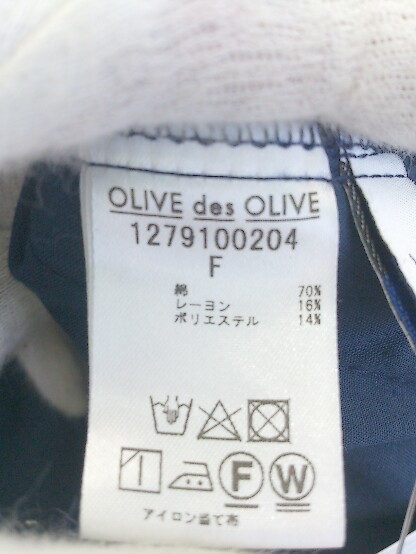 OLIVE des OLIVE
1279100204
F
綿 70%
レーヨン 16%
ポリエステル 14%
F W
アイロン当て布